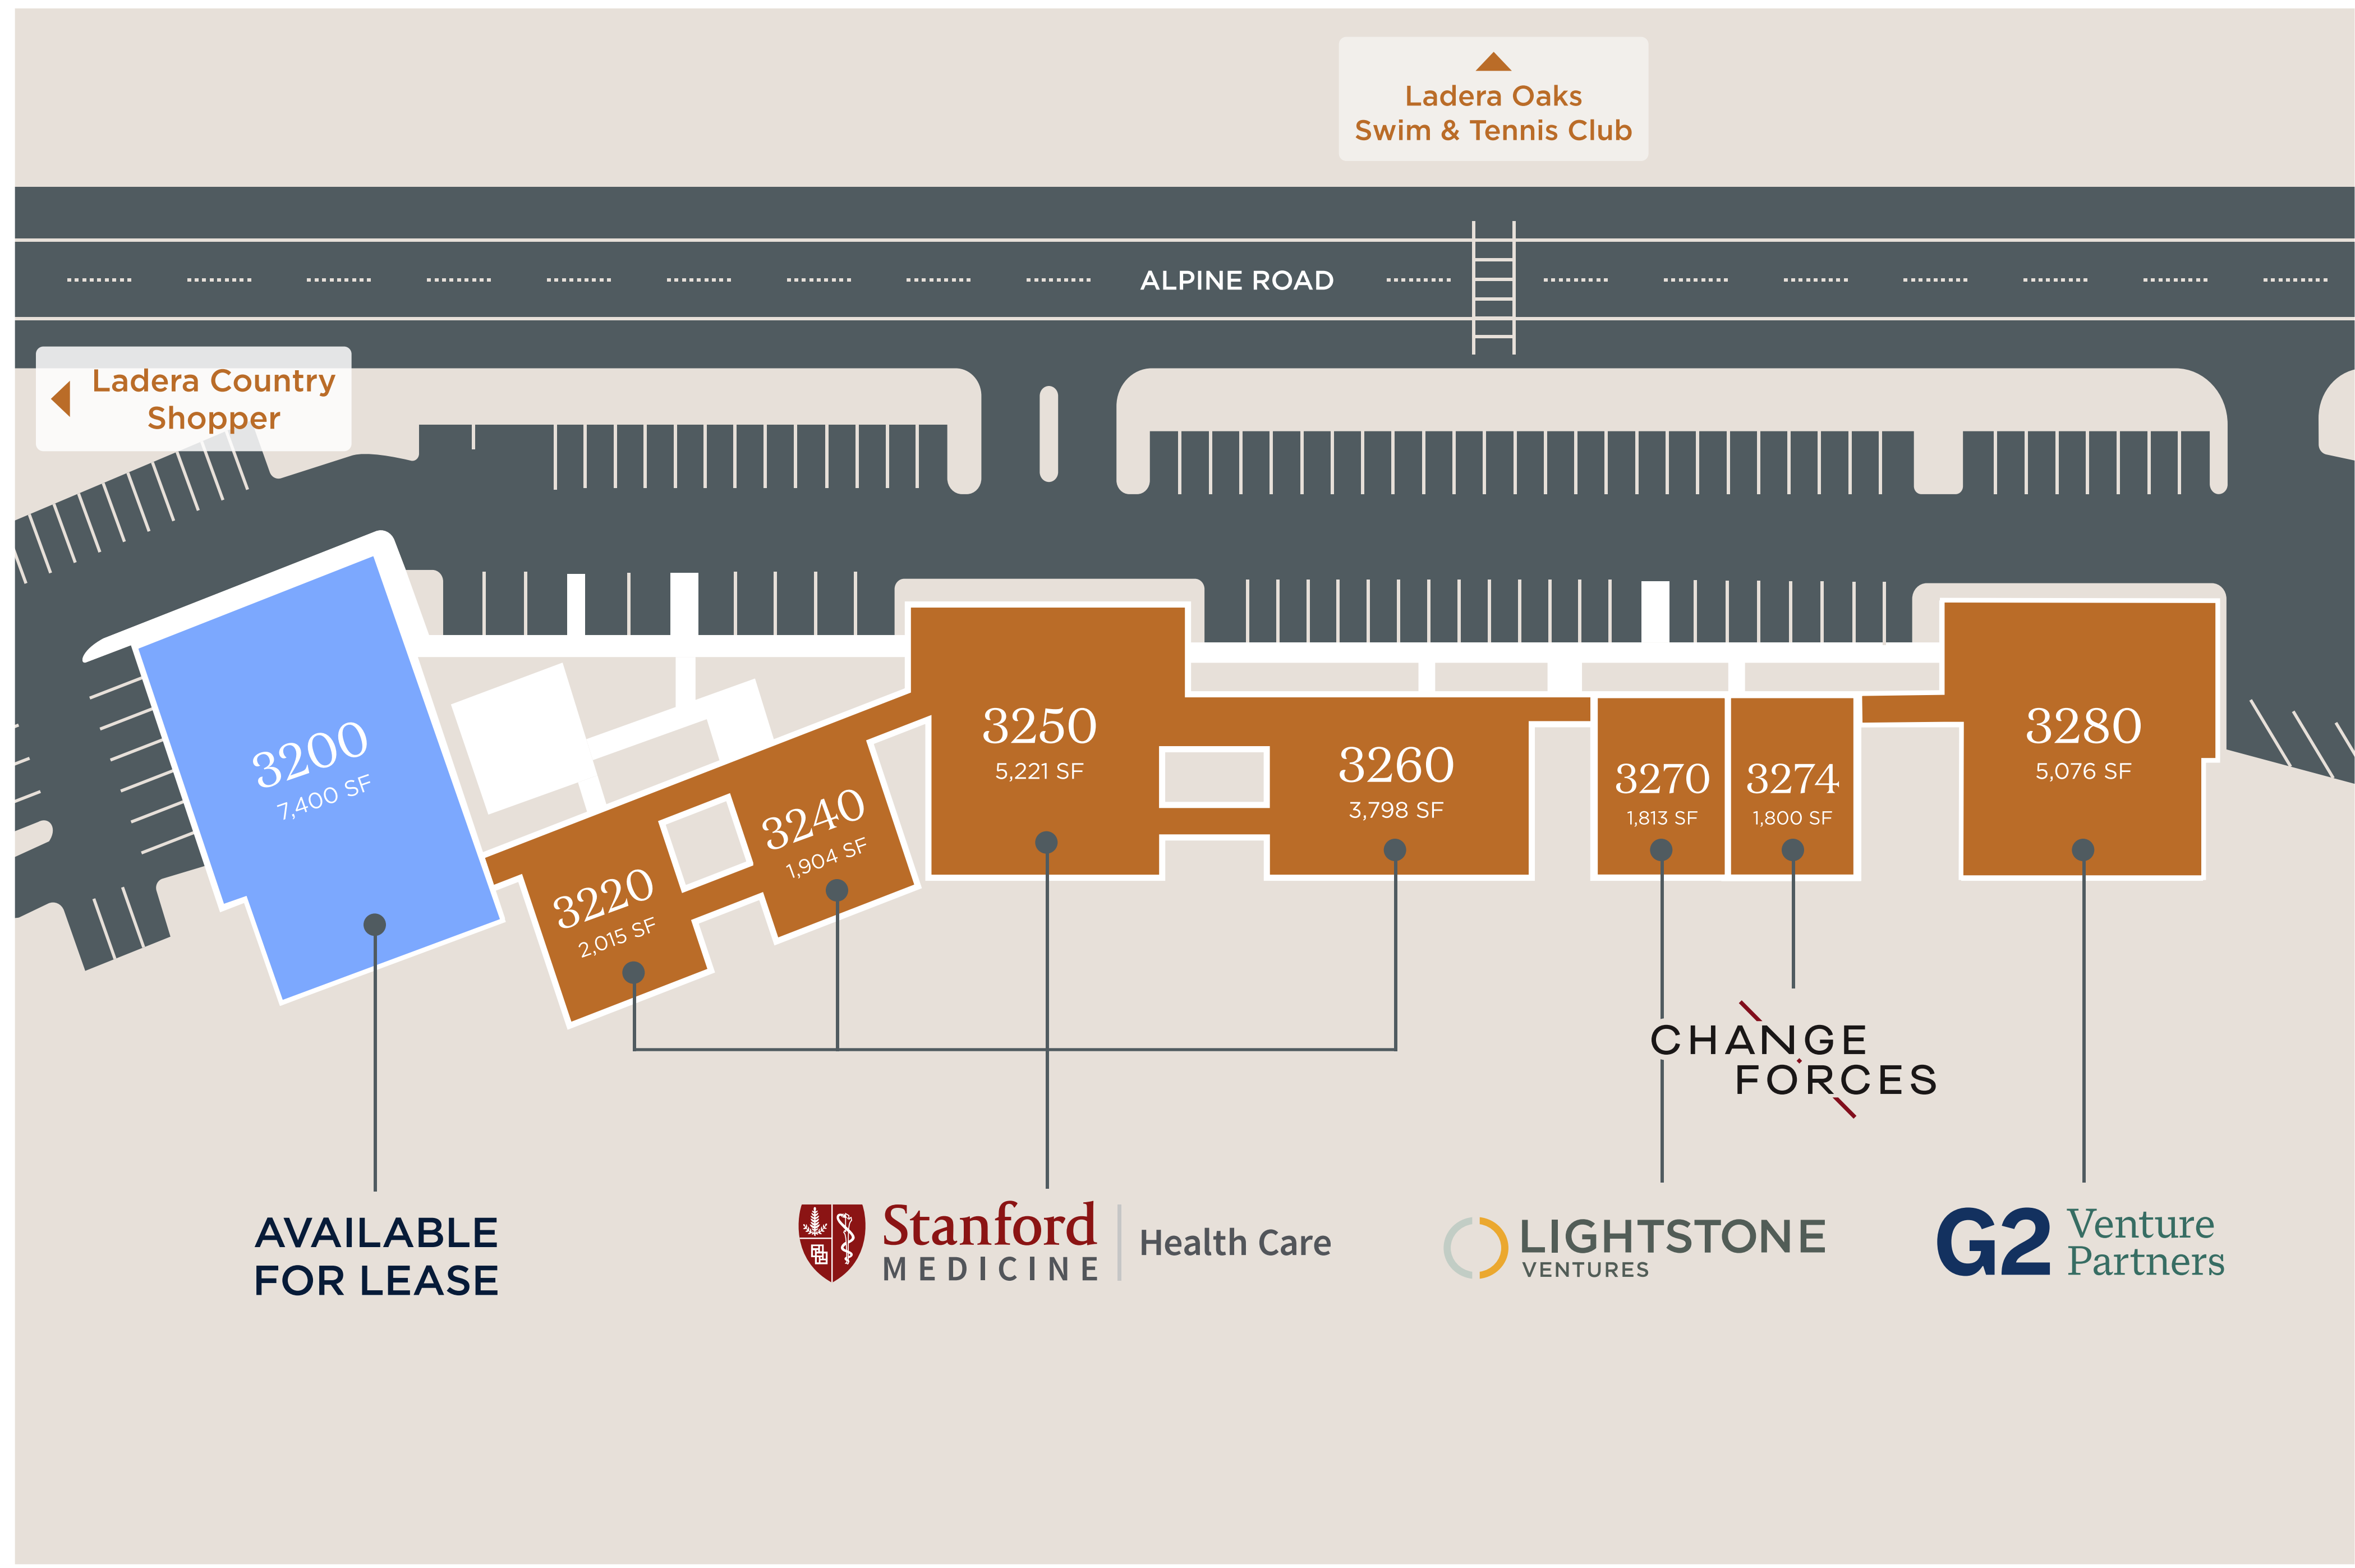 Ladera Oaks
Swim & Tennis Club
ALPINE ROAD
Ladera Country
Shopper
3200
7,400 SF
3220
2,015 SF
3240
1,904 SF
3250
5,221 SF
3260
3,798 SF
3270
1,813 SF
3274
1,800 SF
3280
5,076 SF
CHANGE
FORCES
AVAILABLE
FOR LEASE
Stanford
MEDICINE
Health Care
LIGHTSTONE
VENTURES
G2 Venture
Partners